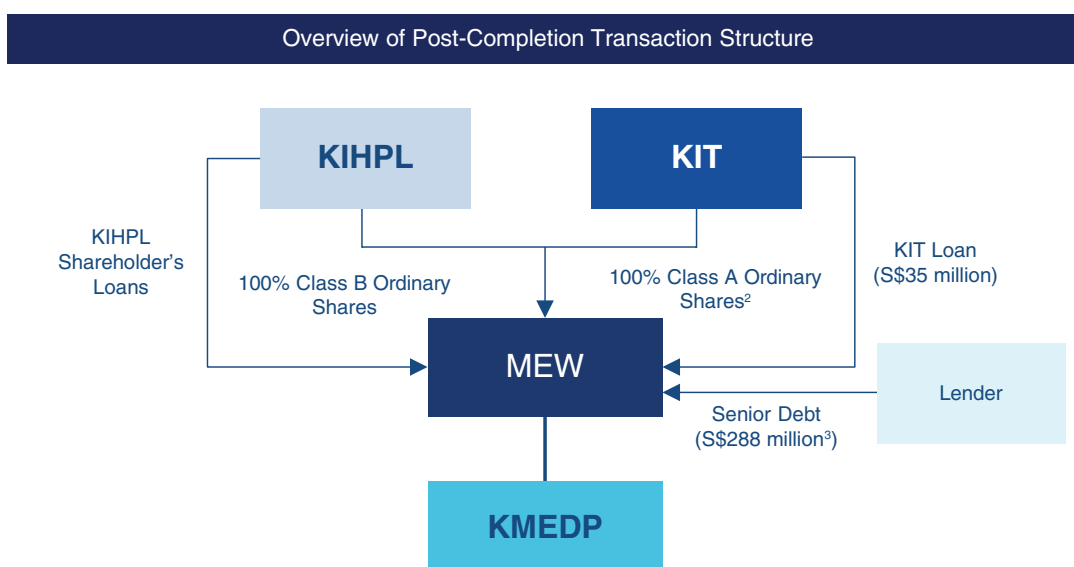 Overview of Post-Completion Transaction Structure
KIHPL
KIT
KIHPL
Shareholder's
Loans
100% Class B Ordinary
Shares
100% Class A Ordinary
Shares²
KIT Loan
(S$35 million)
MEW
Lender
Senior Debt
(S$288 million³)
KMEDP